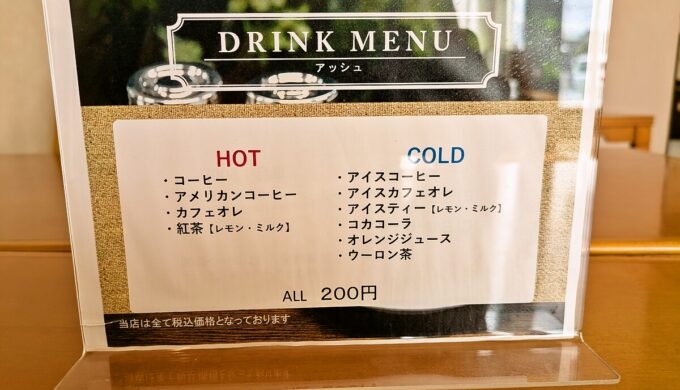 DRINK MENU
アッシュ
HOT
・コーヒー
・アメリカンコーヒー
・カフェオレ
・紅茶【レモン・ミルク】
COLD
・アイスコーヒー
・アイスカフェオレ
・アイスティー【レモン・ミルク】
・コカコーラ
・オレンジジュース
・ウーロン茶
ALL 200円
当店は全て税込価格となっております